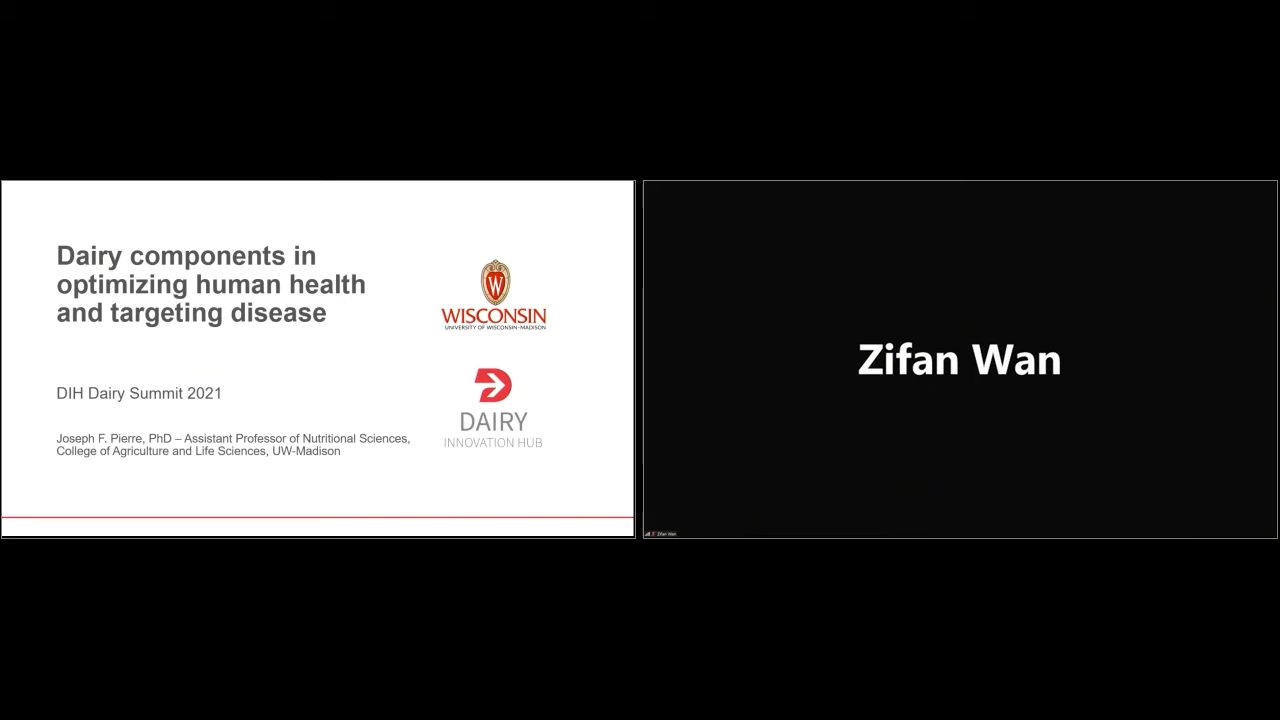 Dairy components in
optimizing human health
and targeting disease
DIH Dairy Summit 2021
Joseph F. Pierre, PhD – Assistant Professor of Nutritional Sciences,
College of Agriculture and Life Sciences, UW-Madison
W
WISCONSIN
UNIVERSITY OF WISCONSIN–MADISON
DAIRY
INNOVATION HUB
Zifan Wan
Zifan Wan